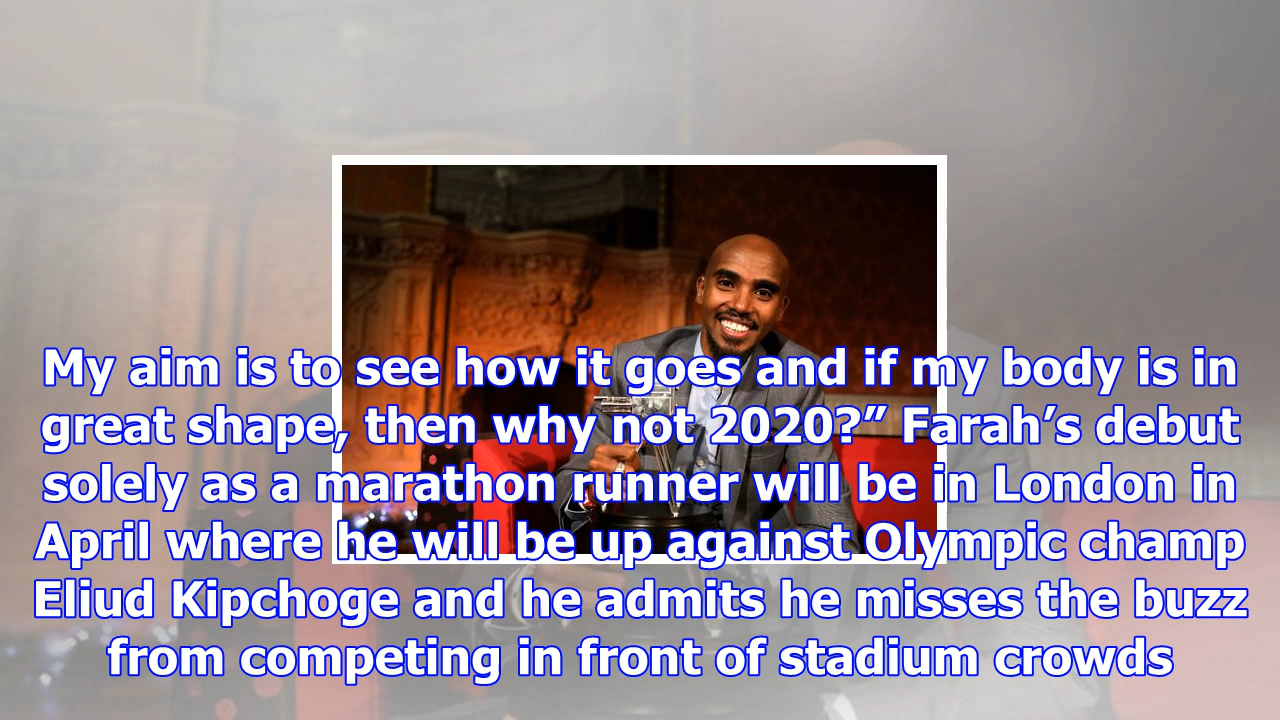 My aim is to see how it goes and if my body is in
great shape, then why not 2020?” Farah’s debut
solely as a marathon runner will be in London in
April where he will be up against Olympic champ
Eliud Kipchoge and he admits he misses the buzz
from competing in front of stadium crowds